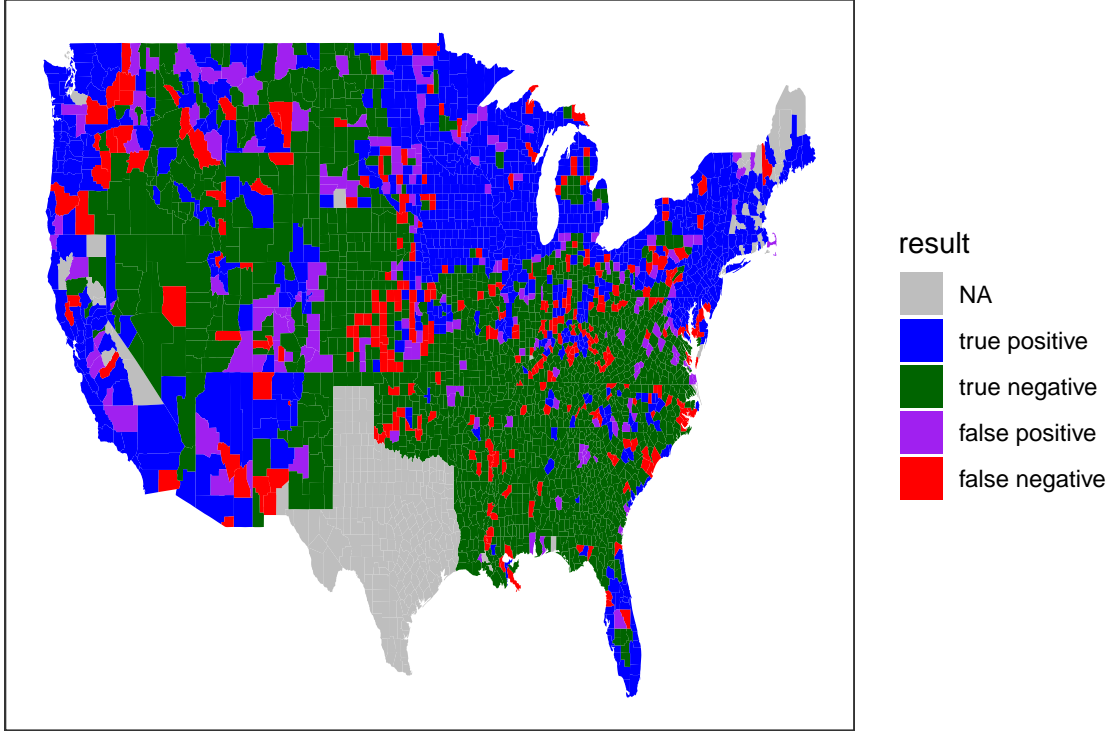 result
NA
true positive
true negative
false positive
false negative